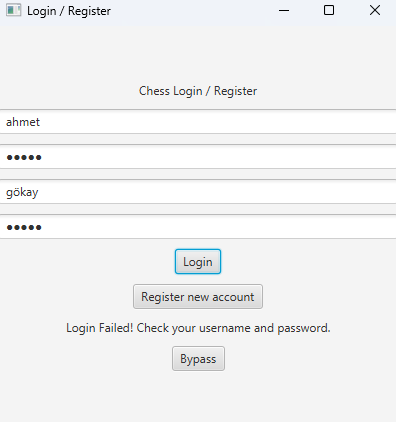 Login / Register
Chess Login / Register
ahmet
●●●●●
gökay
●●●●●
Login
Register new account
Login Failed! Check your username and password.
Bypass